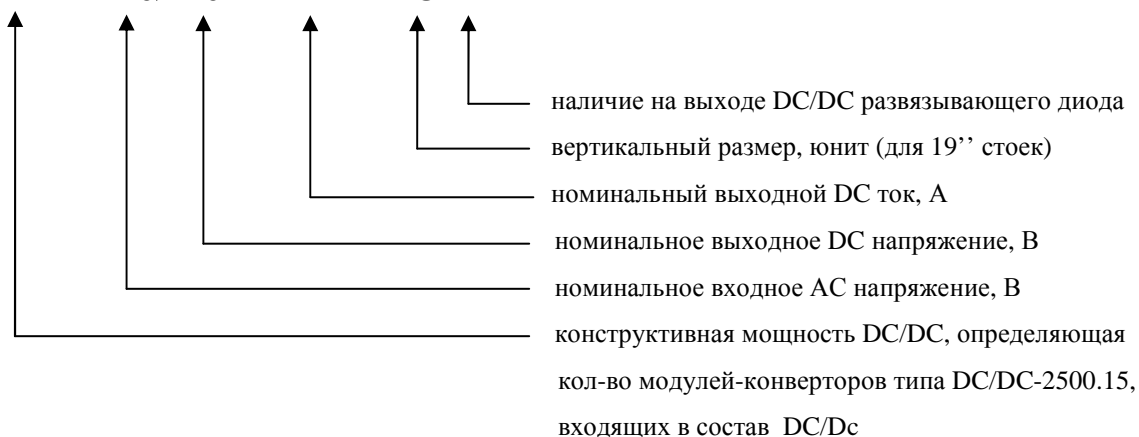 наличие на выходе DC/DC развязывающего диода
вертикальный размер, юнит (для 19’’ стоек)
номинальный выходной DC ток, А
номинальное выходное DC напряжение, В
номинальное входное AC напряжение, В
конструктивная мощность DC/DC, определяющая
кол-во модулей-конверторов типа DC/DC-2500.15,
входящих в состав DC/Dc